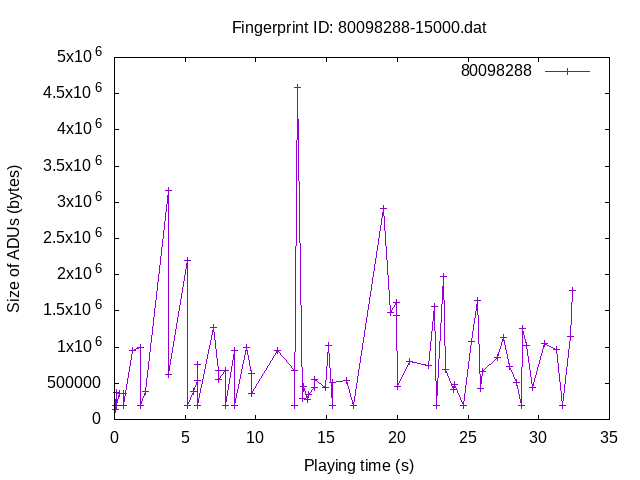 Fingerprint ID: 80098288-15000.dat
80098288
5x10^6
4.5x10^6
4x10^6
3.5x10^6
3x10^6
2.5x10^6
2x10^6
1.5x10^6
1x10^6
500000
0
Size of ADUs (bytes)
0 5 10 15 20 25 30 35
Playing time (s)